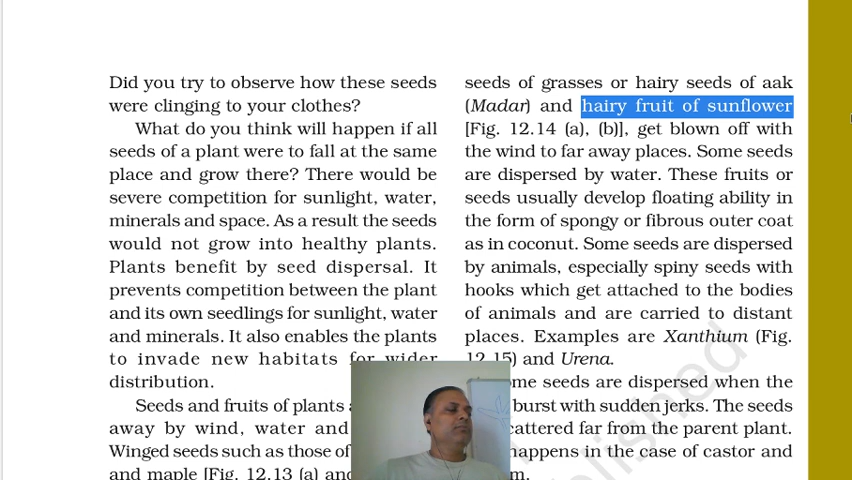 Did you try to observe how these seeds
were clinging to your clothes?
What do you think will happen if all
seeds of a plant were to fall at the same
place and grow there? There would be
severe competition for sunlight, water,
minerals and space. As a result the seeds
would not grow into healthy plants.
Plants benefit by seed dispersal. It
prevents competition between the plant
and its own seedlings for sunlight, water
and minerals. It also enables the plants
to invade new habitats for wider
distribution.
Seeds and fruits of plants
away by wind, water and
Winged seeds such as those of
and maple [Fig. 12.13 (a) and
seeds of grasses or hairy seeds of aak
(Madar) and hairy fruit of sunflower
[Fig. 12.14 (a), (b)], get blown off with
the wind to far away places. Some seeds
are dispersed by water. These fruits or
seeds usually develop floating ability in
the form of spongy or fibrous outer coat
as in coconut. Some seeds are dispersed
by animals, especially spiny seeds with
hooks which get attached to the bodies
of animals and are carried to distant
places. Examples are Xanthium (Fig.
12.15) and Urena.
ome seeds are dispersed when the
burst with sudden jerks. The seeds
cattered far from the parent plant.
happens in the case of castor and